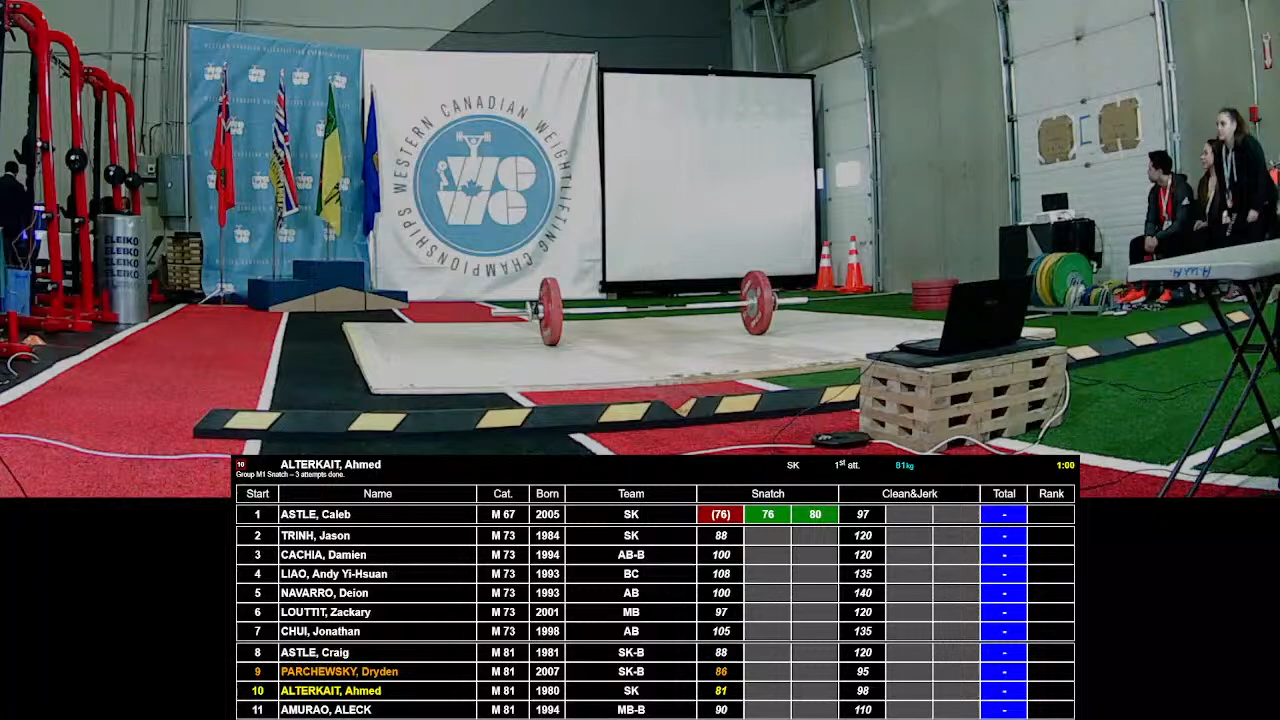 WESTERN CANADIAN WEIGHTLIFTING CHAMPIONSHIPS
WC
WC
ELEIKO
ELEIKO
ELEIKO
ELEIKO
10 ALTERKAIT, Ahmed SK 1st att. 81kg 1:00
Group M1 Snatch – 3 attempts done.
Start Name Cat. Born Team Snatch Clean&Jerk Total Rank
1 ASTLE, Caleb M 67 2005 SK (76) 76 80 97 -
2 TRINH, Jason M 73 1984 SK 88 120 -
3 CACHIA, Damien M 73 1994 AB-B 100 120 -
4 LIAO, Andy Yi-Hsuan M 73 1993 BC 108 135 -
5 NAVARRO, Deion M 73 1993 AB 100 140 -
6 LOUTTIT, Zackary M 73 2001 MB 97 120 -
7 CHUI, Jonathan M 73 1998 AB 105 135 -
8 ASTLE, Craig M 81 1981 SK-B 88 120 -
9 PARCHEWSKY, Dryden M 81 2007 SK-B 86 95 -
10 ALTERKAIT, Ahmed M 81 1980 SK 81 98 -
11 AMURAO, ALECK M 81 1994 MB-B 90 110 -